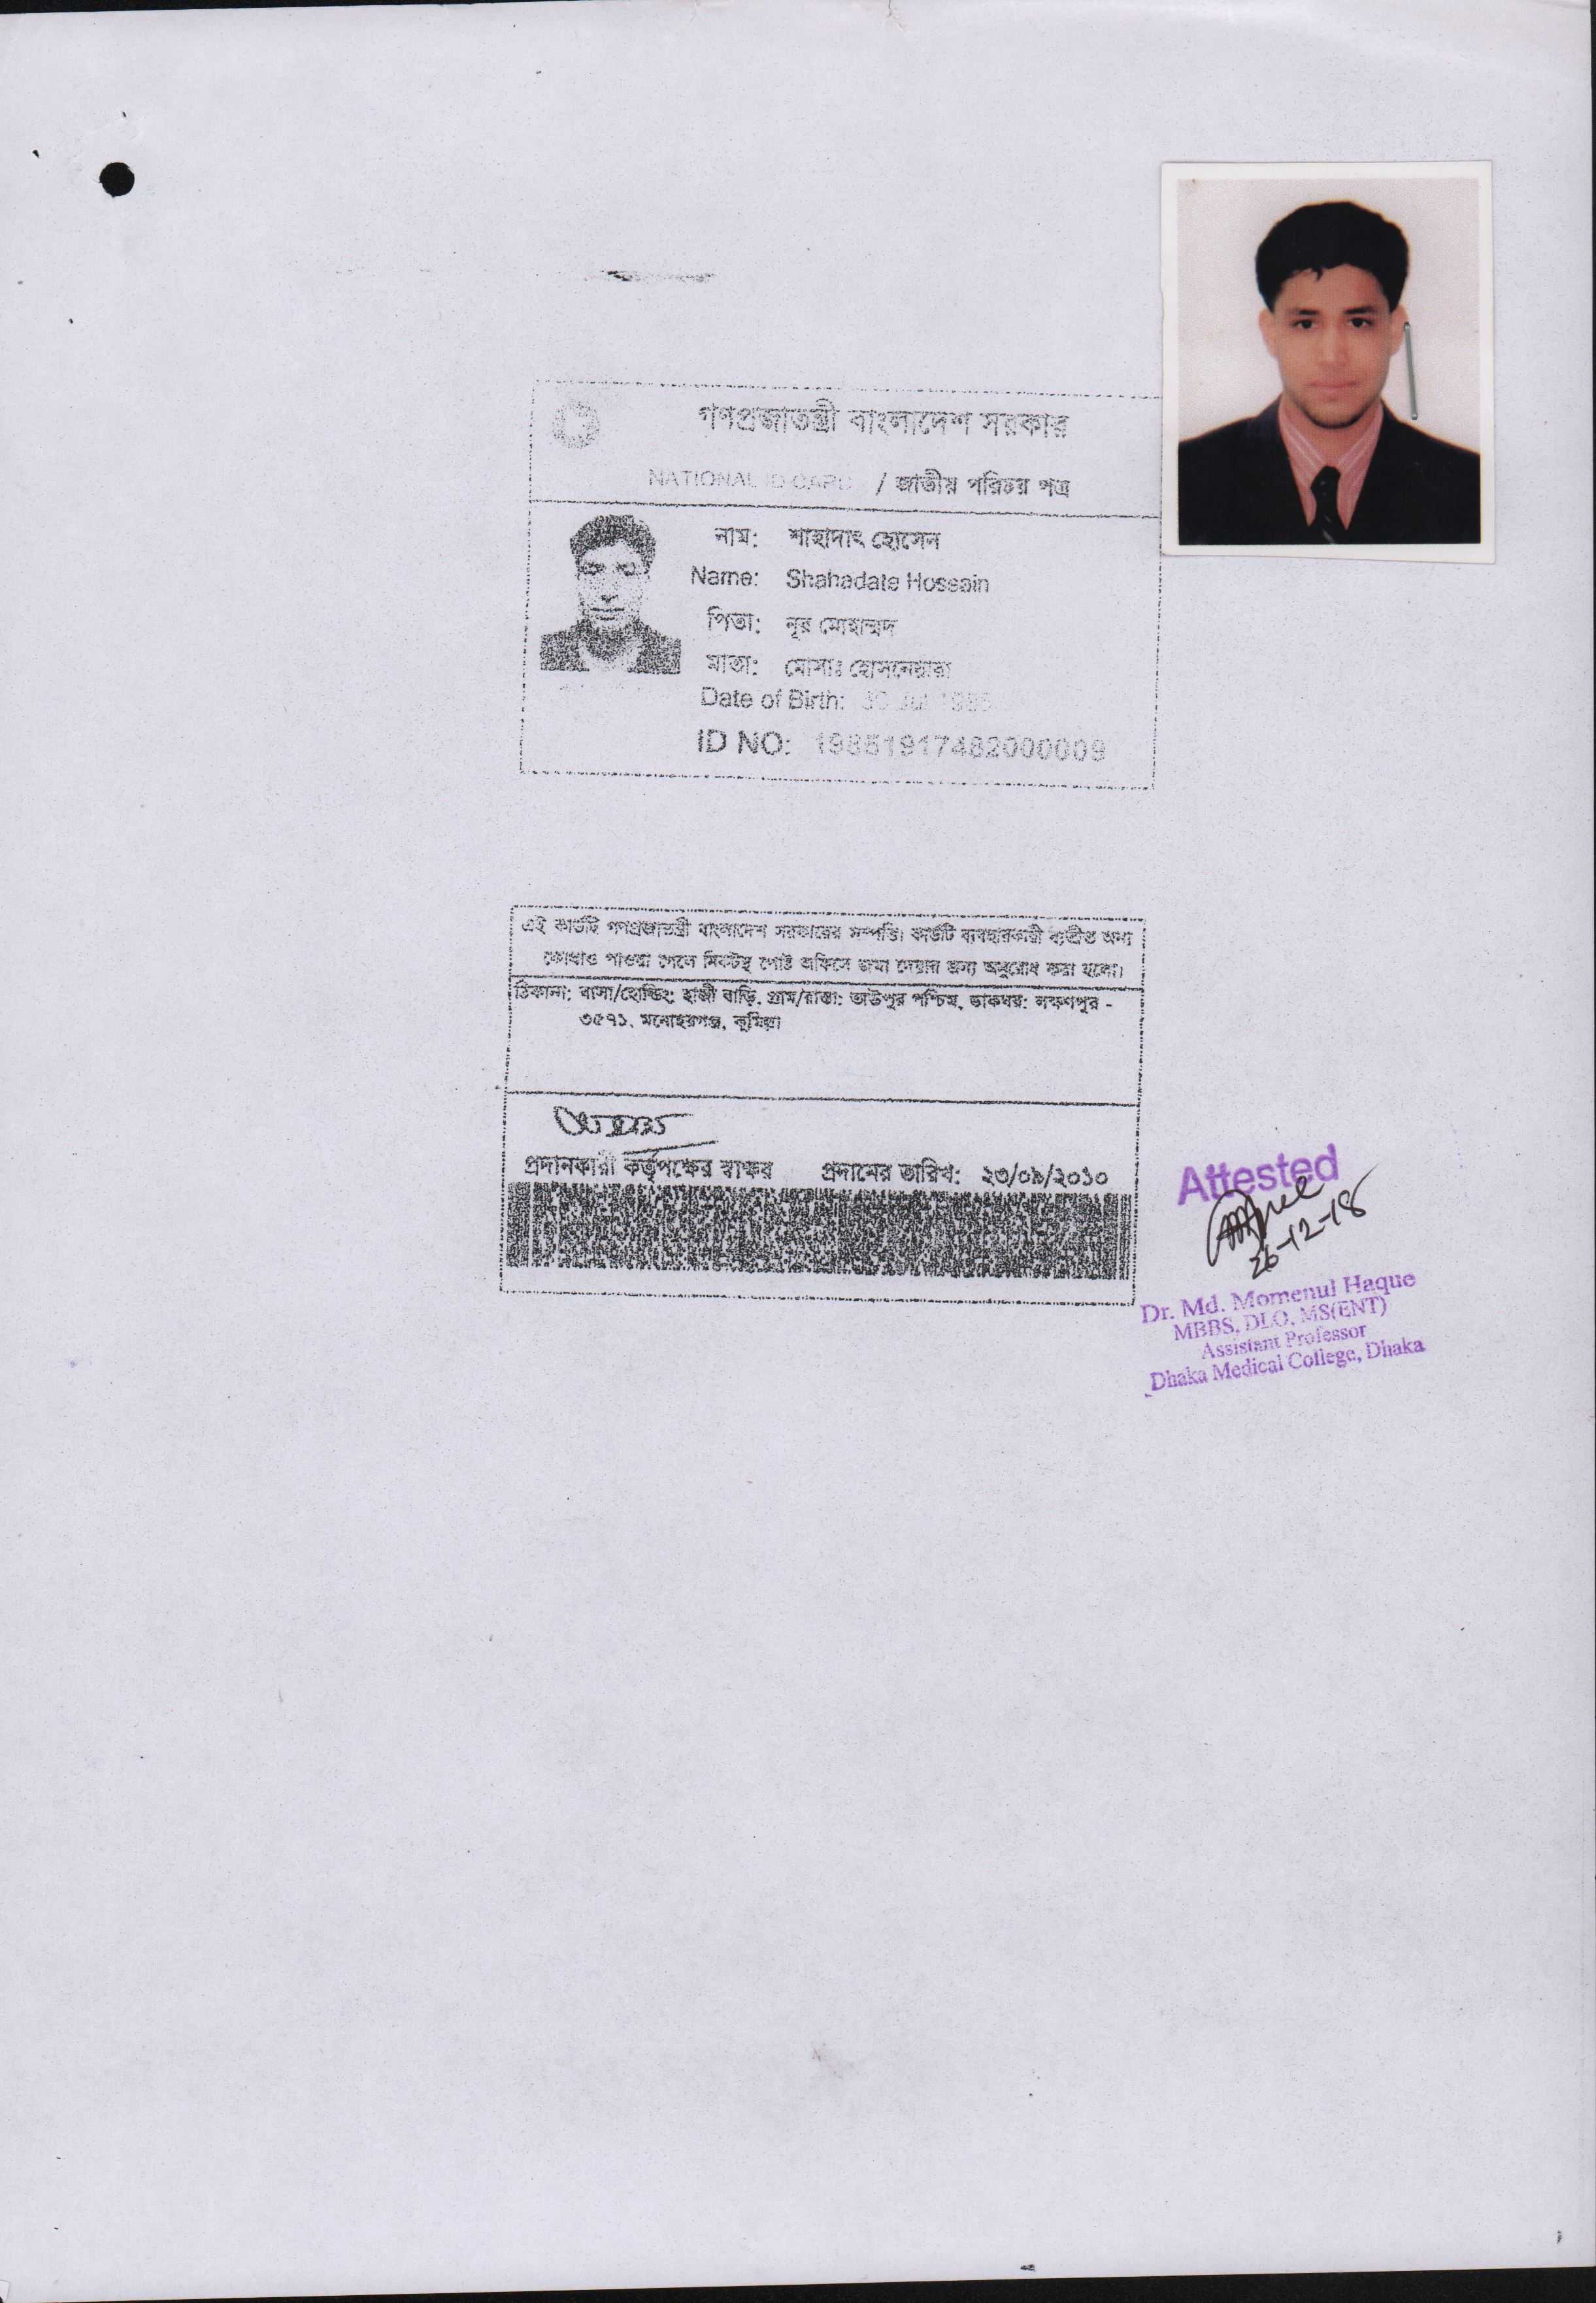 গণপ্রজাতন্ত্রী বাংলাদেশ সরকার
NATIONAL ID CARD / জাতীয় পরিচয় পত্র
নাম: শাহাদাৎ হোসেন
Name: Shahadate Hossain
পিতা: নূর মোহাম্মদ
মাতা: মোসাঃ হোসনেয়ারা
Date of Birth: 30 Jul 1985
ID NO: 19851917482000009
এই কার্ডটি গণপ্রজাতন্ত্রী বাংলাদেশ সরকারের সম্পত্তি। কার্ডটি ব্যবহারকারী ব্যতীত অন্য
কোথাও পাওয়া গেলে নিকটস্থ পোষ্ট অফিসে জমা দেয়ার জন্য অনুরোধ করা হলো।
ঠিকানা: বাসা/হোল্ডিং: হাজী বাড়ি, গ্রাম/রাস্তা: ভাউপুর পশ্চিম, ডাকঘর: লক্ষণপুর -
৩৫৭১, মনোহরগঞ্জ, কুমিল্লা
প্রদানকারী কর্তৃপক্ষের স্বাক্ষর প্রদানের তারিখ: ২৩/০৯/২০১০
Attested
26-12-18
Dr. Md. Momenul Haque
MBBS, DLO, MS(ENT)
Assistant Professor
Dhaka Medical College, Dhaka